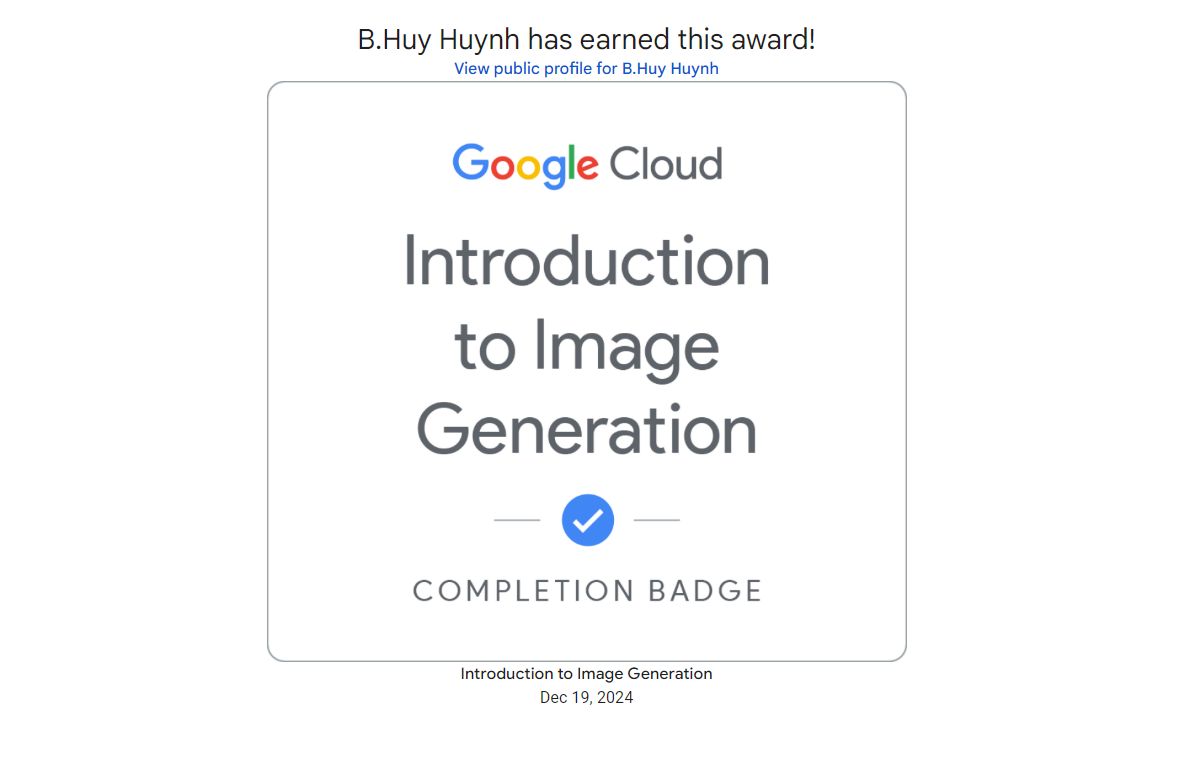 B.Huy Huynh has earned this award!
View public profile for B.Huy Huynh
Google Cloud
Introduction
to Image
Generation
COMPLETION BADGE
Introduction to Image Generation
Dec 19, 2024